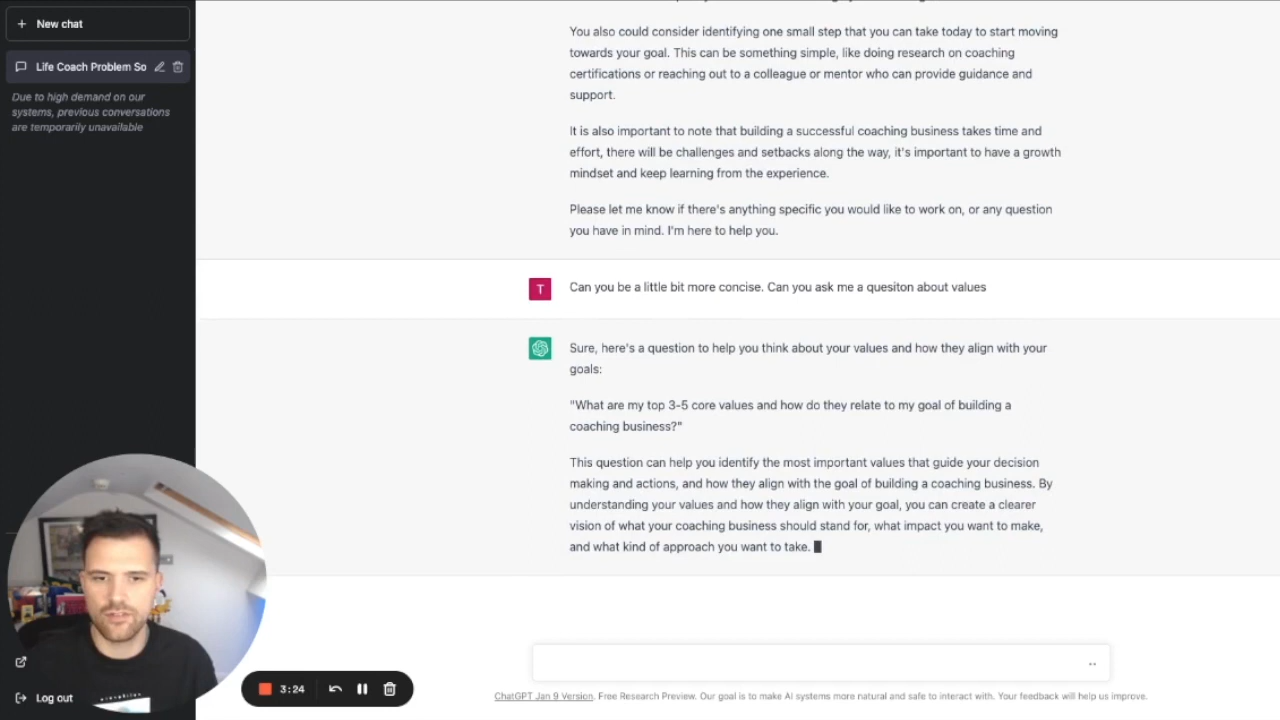 New chat
Life Coach Problem So
Due to high demand on our
systems, previous conversations
are temporarily unavailable
You also could consider identifying one small step that you can take today to start moving
towards your goal. This can be something simple, like doing research on coaching
certifications or reaching out to a colleague or mentor who can provide guidance and
support.
It is also important to note that building a successful coaching business takes time and
effort, there will be challenges and setbacks along the way, it's important to have a growth
mindset and keep learning from the experience.
Please let me know if there's anything specific you would like to work on, or any question
you have in mind. I'm here to help you.
T
Can you be a little bit more concise. Can you ask me a quesiton about values
Sure, here's a question to help you think about your values and how they align with your
goals:
"What are my top 3-5 core values and how do they relate to my goal of building a
coaching business?"
This question can help you identify the most important values that guide your decision
making and actions, and how they align with the goal of building a coaching business. By
understanding your values and how they align with your goal, you can create a clearer
vision of what your coaching business should stand for, what impact you want to make,
and what kind of approach you want to take.
Log out
3:24
ChatGPT Jan 9 Version. Free Research Preview. Our goal is to make AI systems more natural and safe to interact with. Your feedback will help us improve.